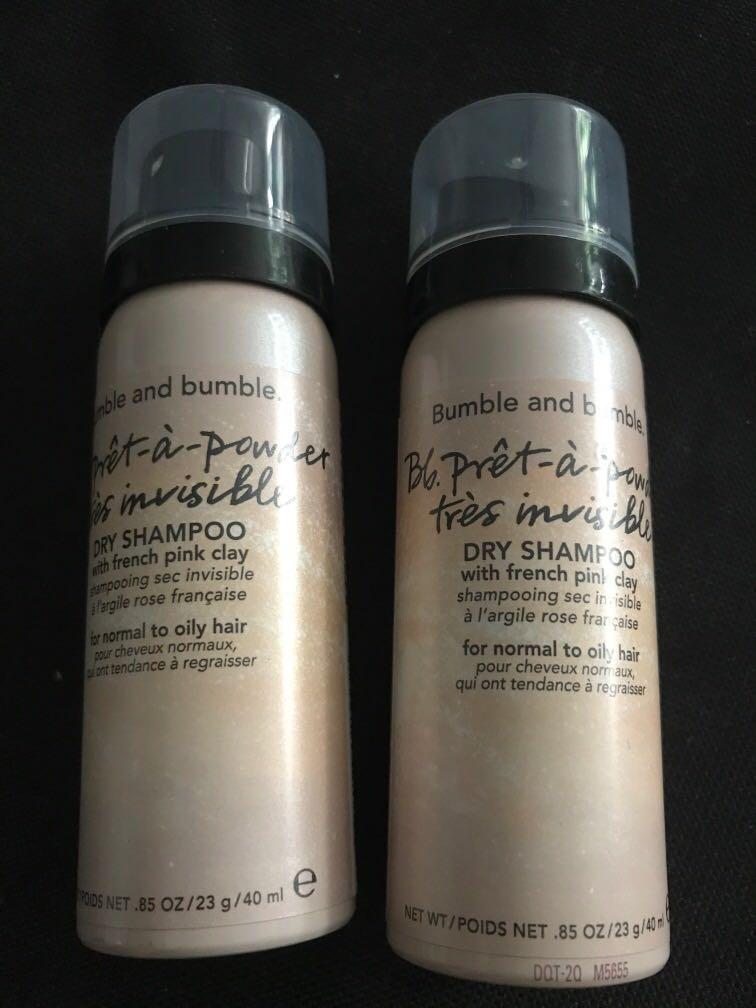 mble and bumble.
Prêt-à-powder
très invisible
DRY SHAMPOO
with french pink clay
shampooing sec invisible
à l'argile rose française
for normal to oily hair
pour cheveux normaux,
qui ont tendance à regraisser
POIDS NET .85 OZ/23 g/40 ml e
Bumble and bumble.
Bb. Prêt-à-powd
très invisible
DRY SHAMPOO
with french pink clay
shampooing sec invisible
à l'argile rose française
for normal to oily hair
pour cheveux normaux,
qui ont tendance à regraisser
NET WT/POIDS NET .85 OZ/23 g/40 ml e
DOT-2Q M5655